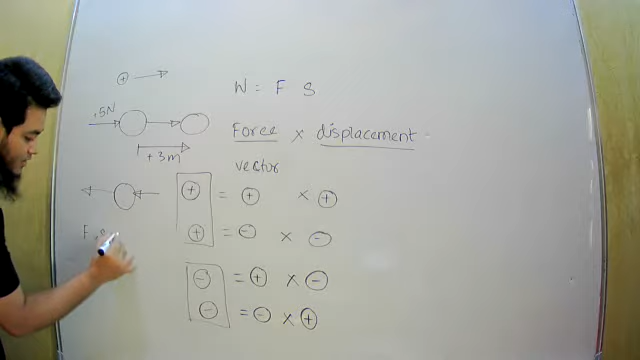 ⊕
W = F S
.5N
Force × displacement
+3m
vector
⊕ = ⊕ × ⊕
F
⊕ = ⊖ × ⊖
⊖ = ⊕ × ⊖
⊖ = ⊖ × ⊕